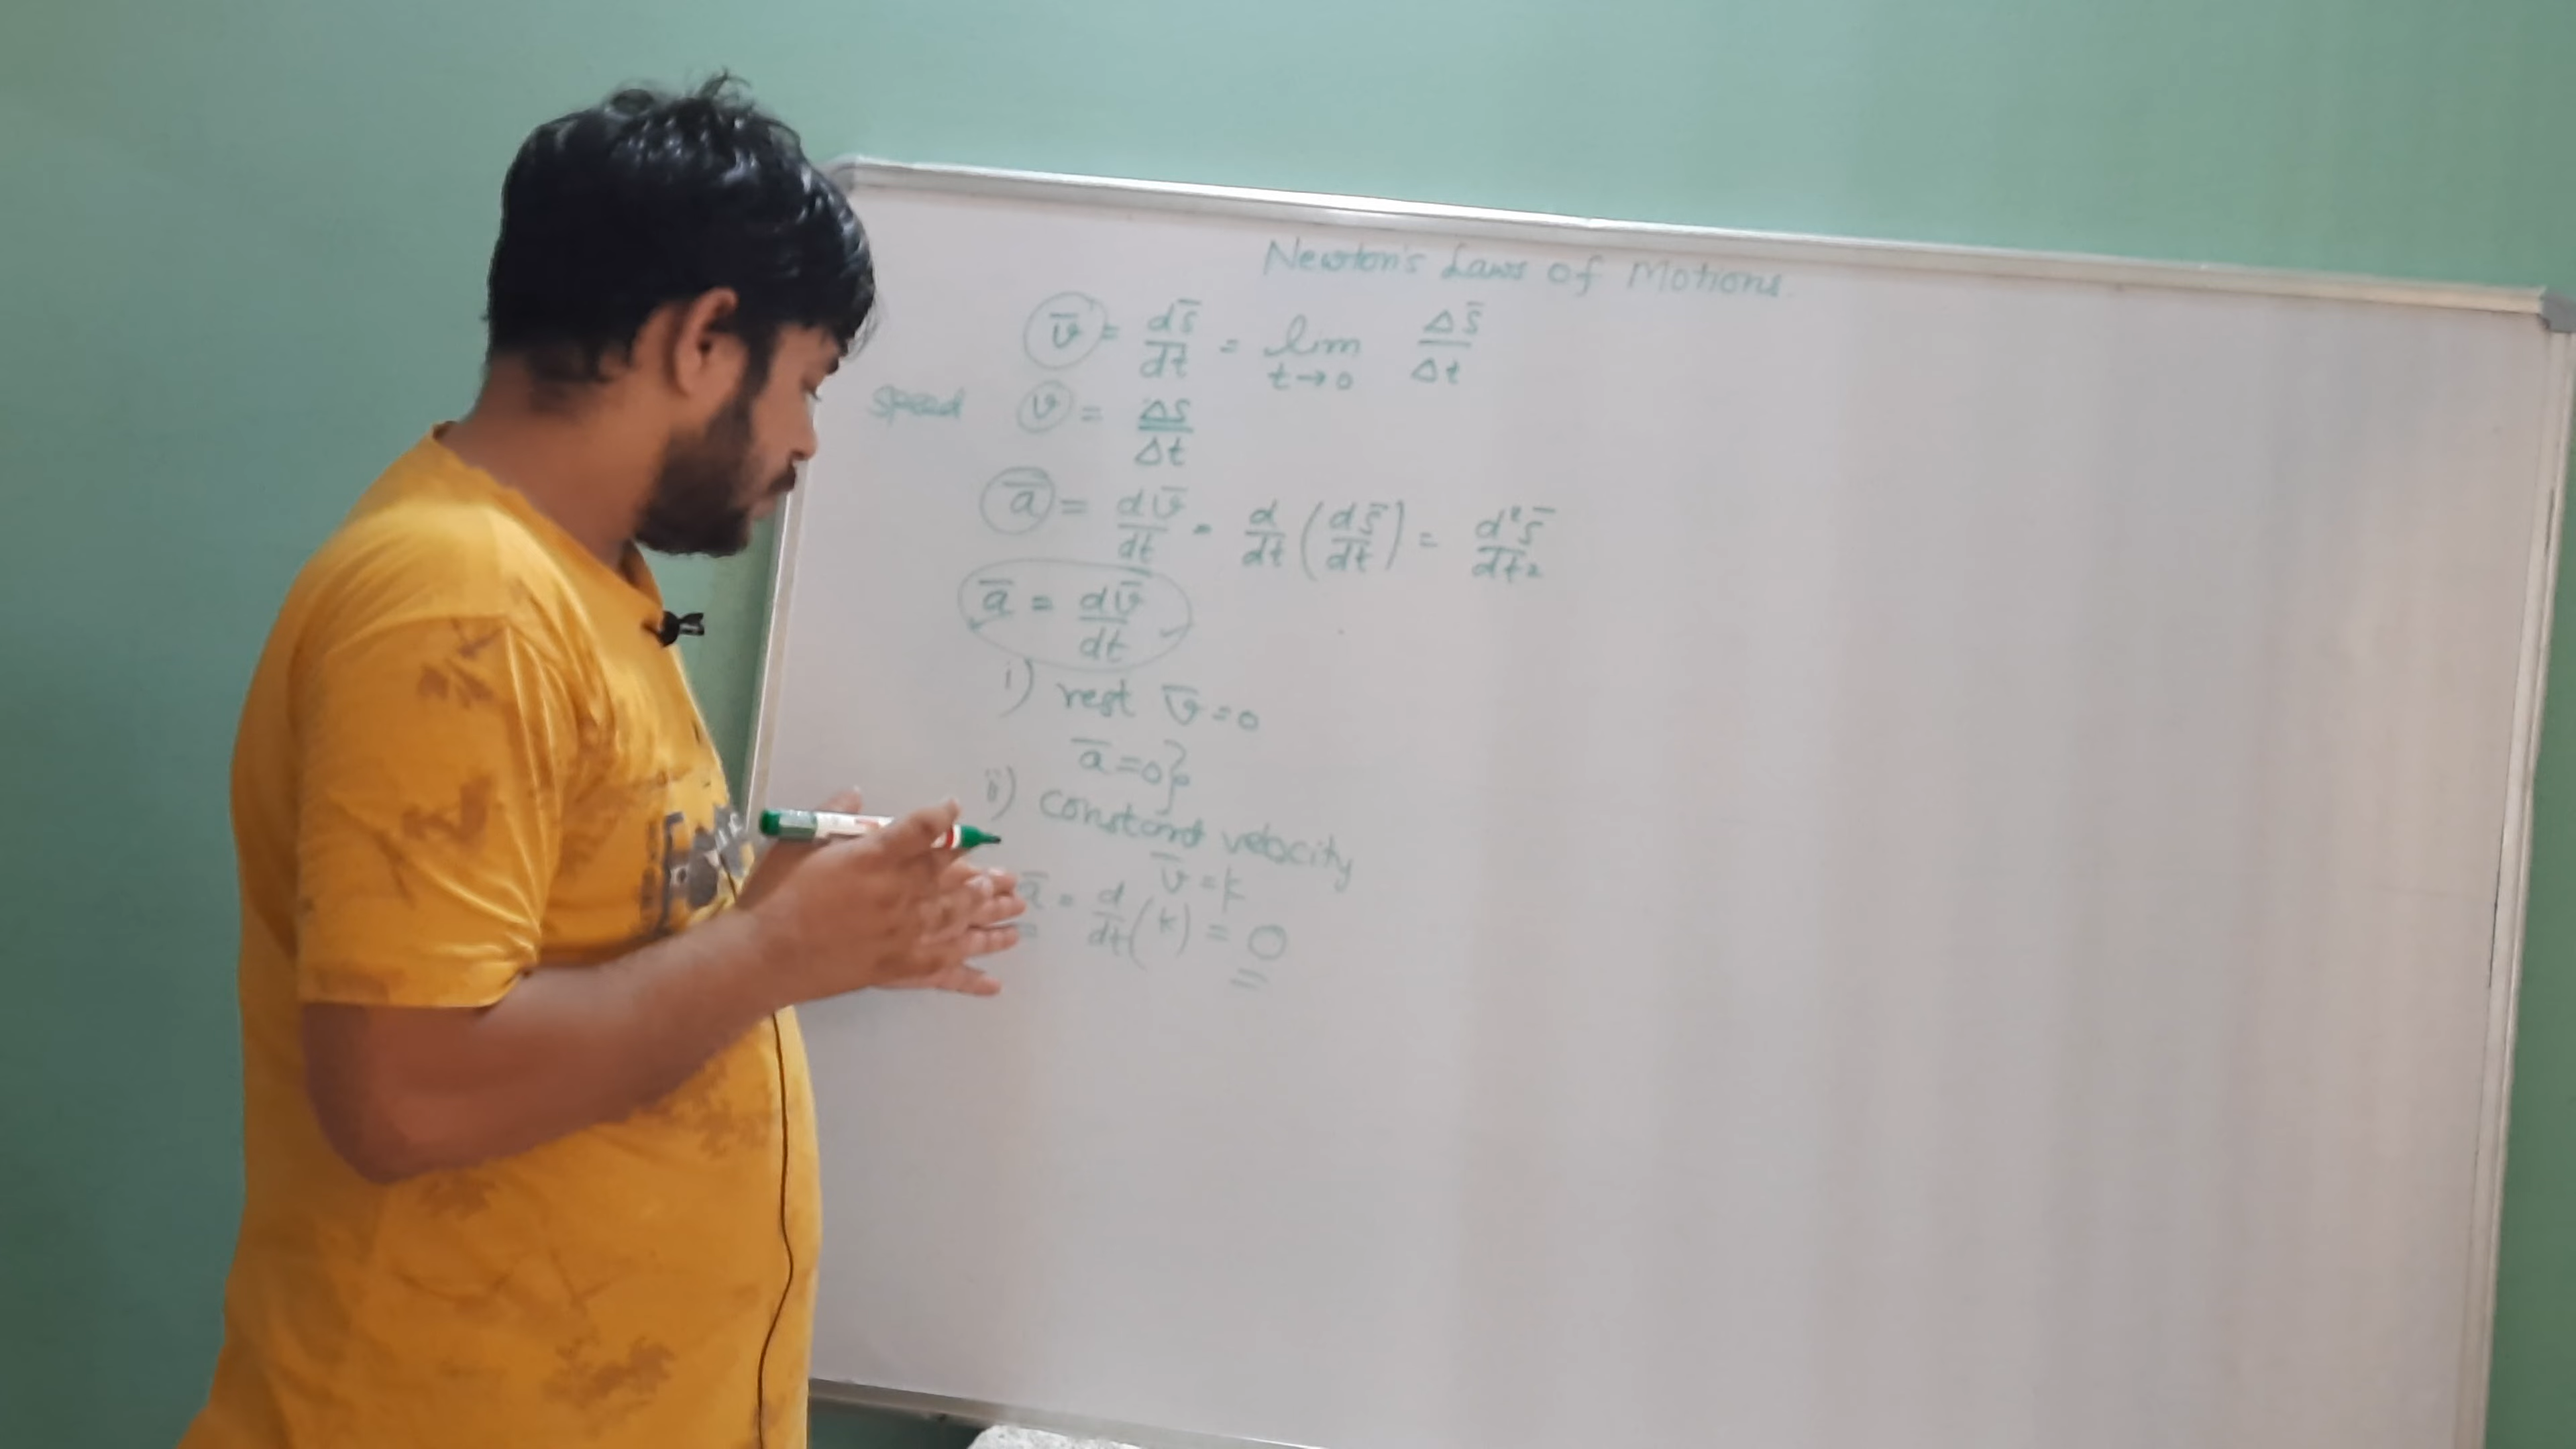 Newton's Laws of Motions
v̄ = ds̄/dt = lim t→0 Δs̄/Δt
Speed v = Δs/Δt
ā = dv̄/dt = d/dt (ds̄/dt) = d²s̄/dt²
ā = dv̄/dt
i) rest v̄ = 0
ā = 0}
ii) constant velocity
v̄ = k
ā = d/dt (k) = 0